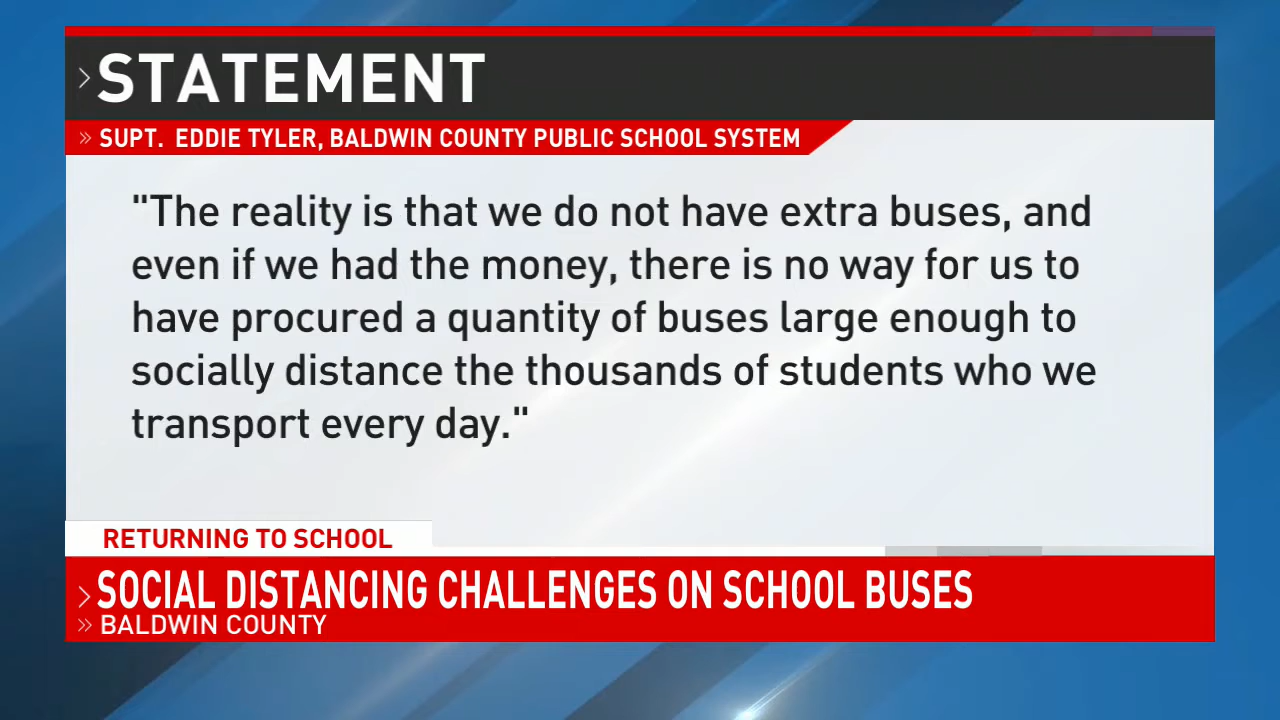 STATEMENT
SUPT. EDDIE TYLER, BALDWIN COUNTY PUBLIC SCHOOL SYSTEM
"The reality is that we do not have extra buses, and
even if we had the money, there is no way for us to
have procured a quantity of buses large enough to
socially distance the thousands of students who we
transport every day."
RETURNING TO SCHOOL
SOCIAL DISTANCING CHALLENGES ON SCHOOL BUSES
BALDWIN COUNTY